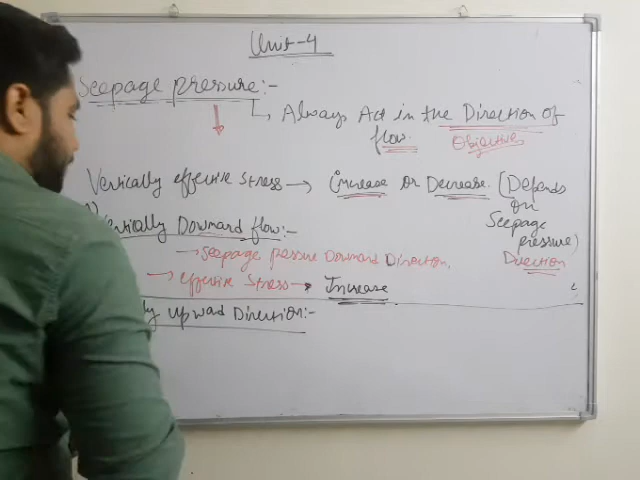 Unit-4
Seepage Pressure:-
Always Act in the Direction of
flow.
Objective
Vertically effective stress → increase or Decrease. [Depends
on
Seepage
pressure)
Direction
Vertically Downward flow:-
→ Seepage pressure Downward Direction.
→ effective Stress → Increase
upward Direction:-